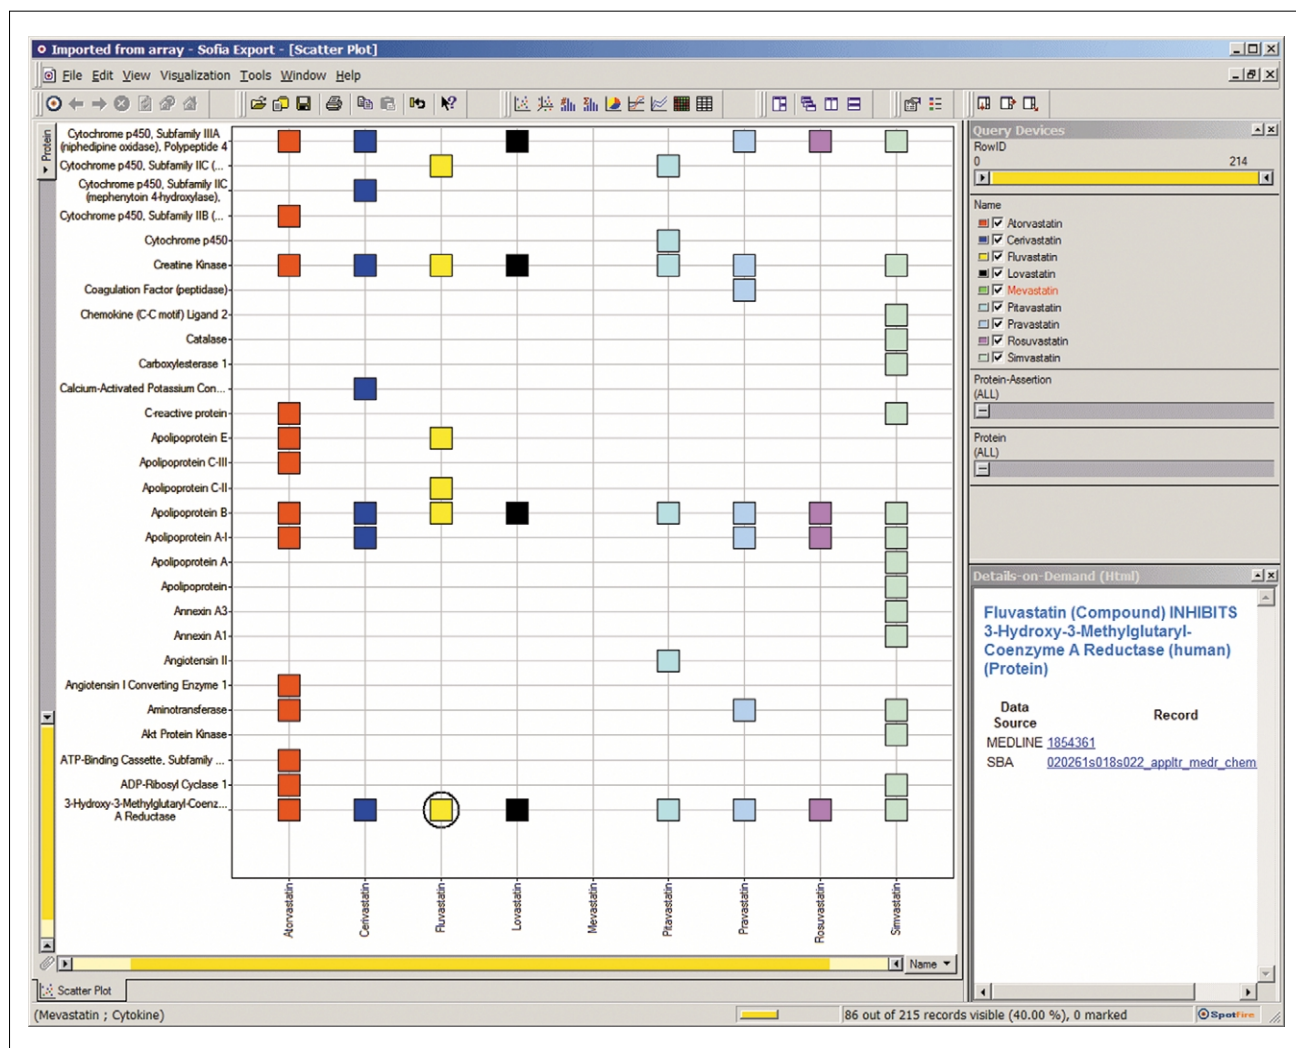 Imported from array - Sofia Export - [Scatter Plot]
File Edit View Visualization Tools Window Help
Protein
Cytochrome p450, Subfamily IIIA
(niphedipine oxidase), Polypeptide 4
Cytochrome p450, Subfamily IIC (...
Cytochrome p450, Subfamily IIC
(mephenytoin 4-hydroxylase),
Cytochrome p450, Subfamily IIB (...
Cytochrome p450
Creatine Kinase
Coagulation Factor (peptidase)
Chemokine (C-C motif) Ligand 2
Catalase
Carboxylesterase 1
Calcium-Activated Potassium Con...
C-reactive protein
Apolipoprotein E
Apolipoprotein C-III
Apolipoprotein C-II
Apolipoprotein B
Apolipoprotein A-I
Apolipoprotein A
Apolipoprotein
Annexin A3
Annexin A1
Angiotensin II
Angiotensin I Converting Enzyme 1
Aminotransferase
Akt Protein Kinase
ATP-Binding Cassette, Subfamily ...
ADP-Ribosyl Cyclase 1
3-Hydroxy-3-Methylglutaryl-Coenz...
A Reductase
Atorvastatin
Cerivastatin
Fluvastatin
Lovastatin
Mevastatin
Pitavastatin
Pravastatin
Rosuvastatin
Simvastatin
Name
Scatter Plot
Query Devices
RowID
0 214
Name
Atorvastatin
Cerivastatin
Fluvastatin
Lovastatin
Mevastatin
Pitavastatin
Pravastatin
Rosuvastatin
Simvastatin
Protein-Assertion
(ALL)
Protein
(ALL)
Details-on-Demand (Html)
Fluvastatin (Compound) INHIBITS
3-Hydroxy-3-Methylglutaryl-
Coenzyme A Reductase (human)
(Protein)
Data
Source
Record
MEDLINE 1854361
SBA 020261s018s022_appltr_medr_chem
(Mevastatin ; Cytokine)
86 out of 215 records visible (40.00 %), 0 marked
Spotfire